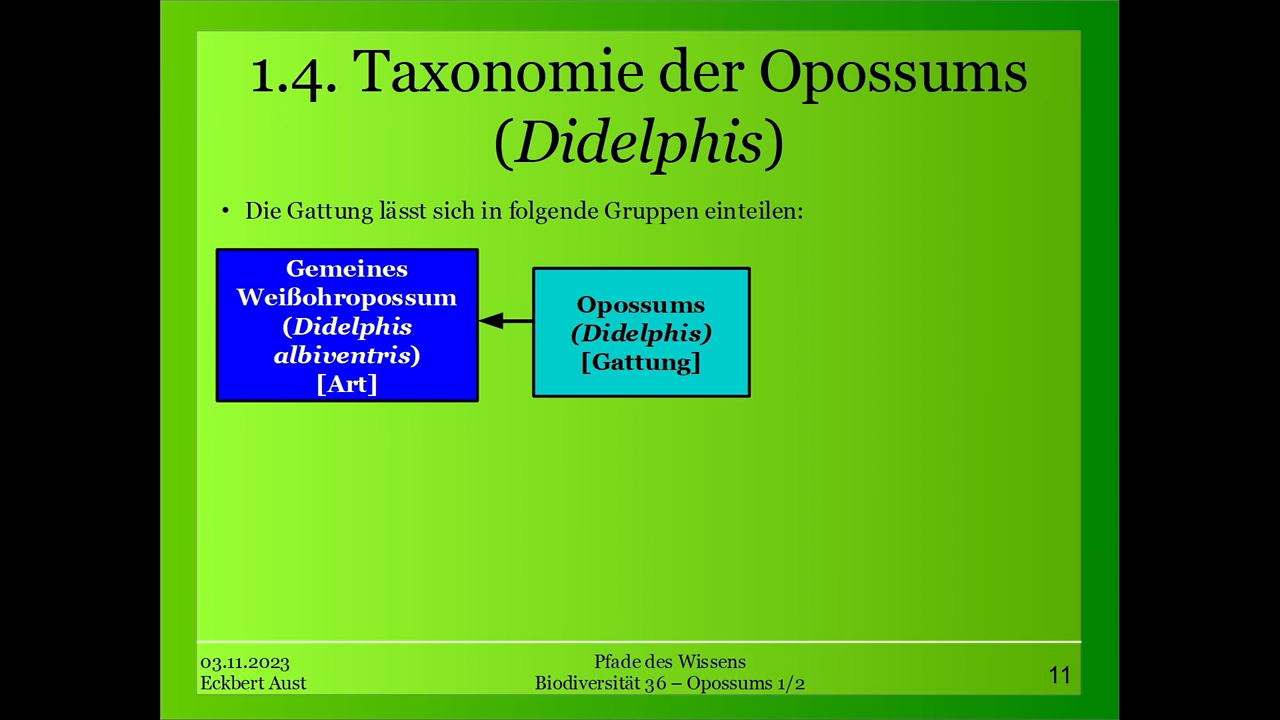 1.4. Taxonomie der Opossums
(Didelphis)
• Die Gattung lässt sich in folgende Gruppen einteilen:
Gemeines
Weißohropossum
(Didelphis
albiventris)
[Art]
Opossums
(Didelphis)
[Gattung]
03.11.2023
Eckbert Aust
Pfade des Wissens
Biodiversität 36 – Opossums 1/2
11